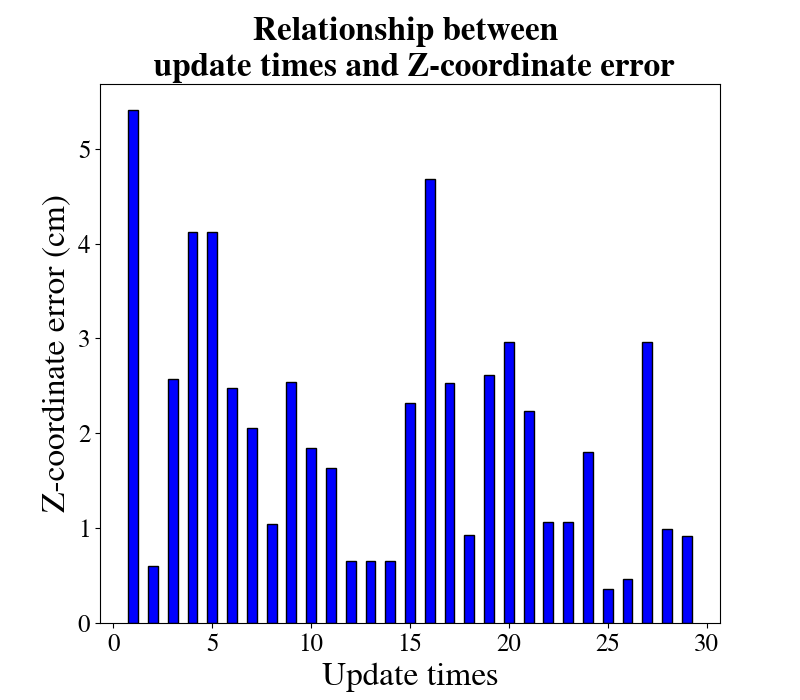 Relationship between
update times and Z-coordinate error
Z-coordinate error (cm)
5
4
3
2
1
0
0 5 10 15 20 25 30
Update times